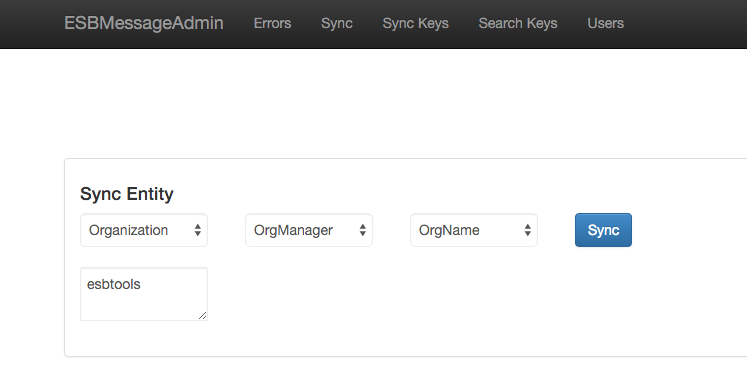 ESBMessageAdmin Errors Sync Sync Keys Search Keys Users
Sync Entity
Organization OrgManager OrgName Sync
esbtools